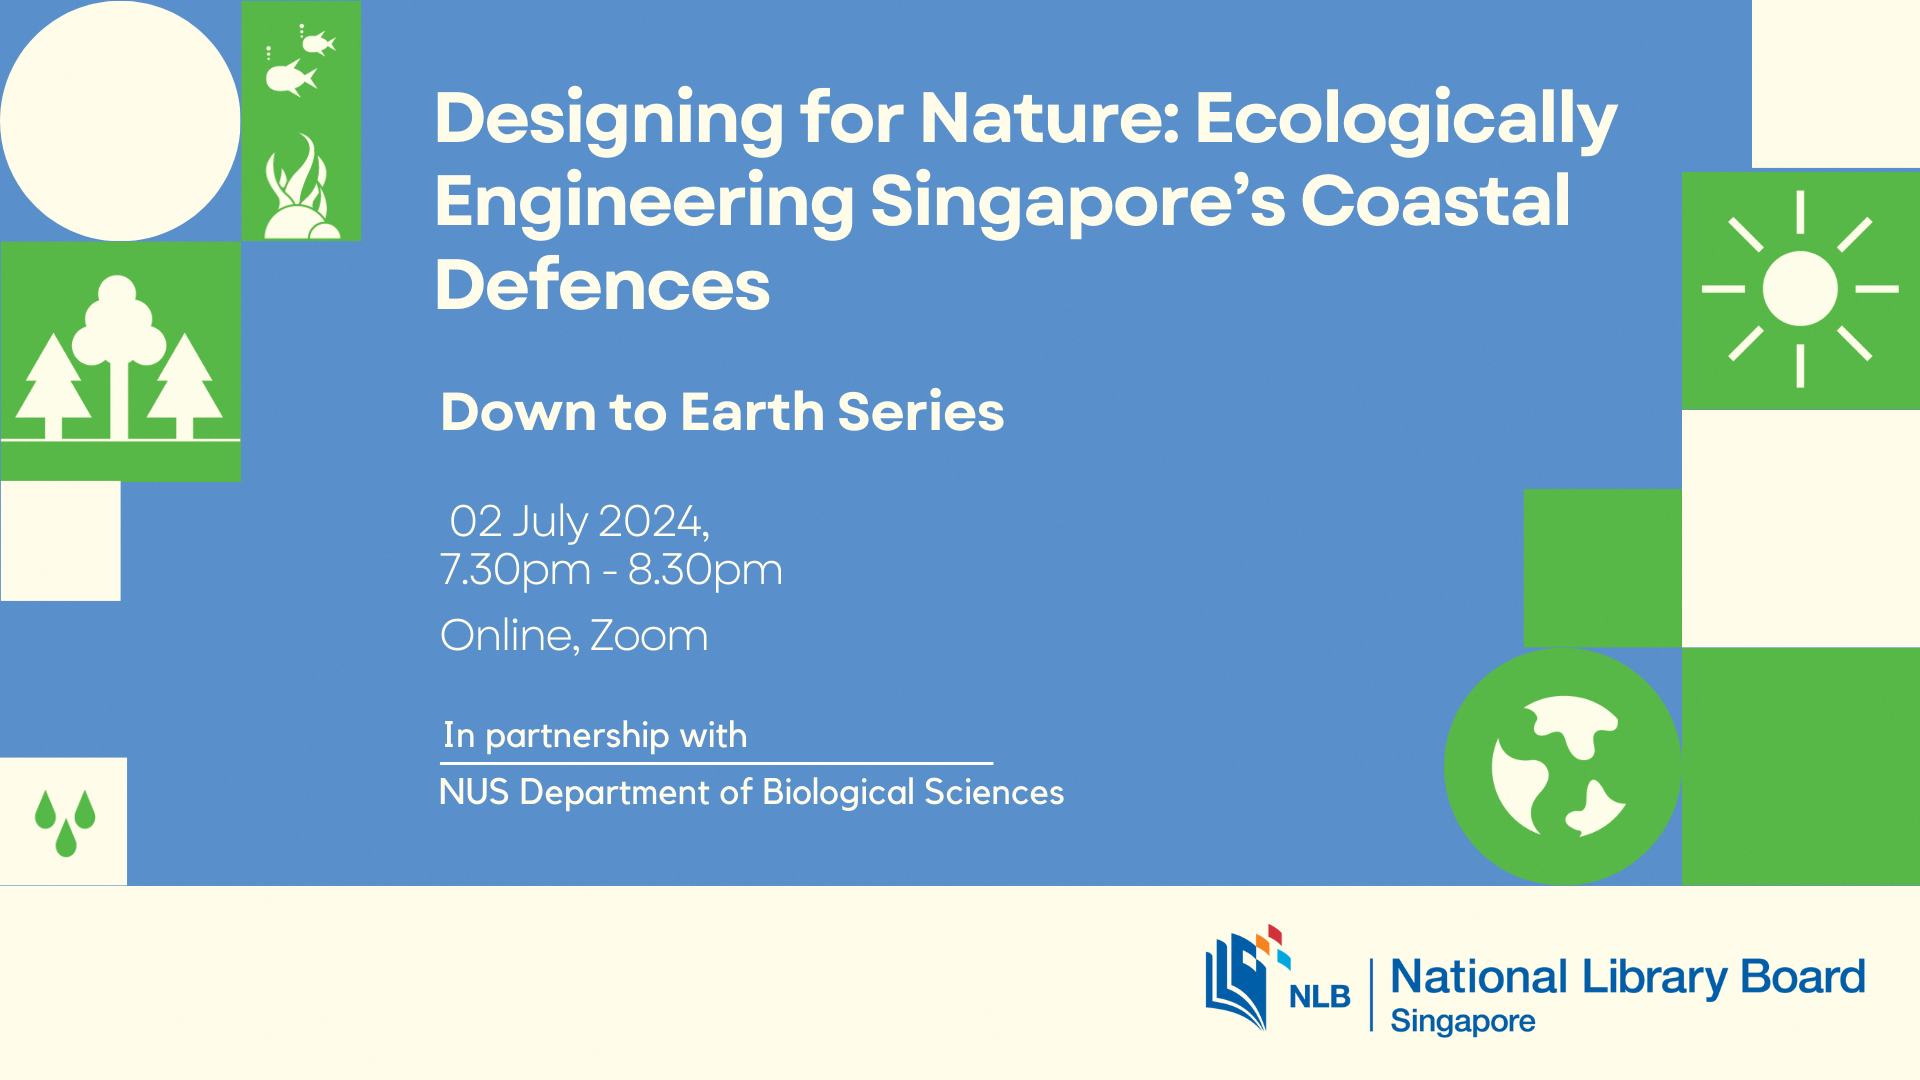 Designing for Nature: Ecologically
Engineering Singapore’s Coastal
Defences
Down to Earth Series
02 July 2024,
7.30pm - 8.30pm
Online, Zoom
In partnership with
NUS Department of Biological Sciences
NLB
National Library Board
Singapore